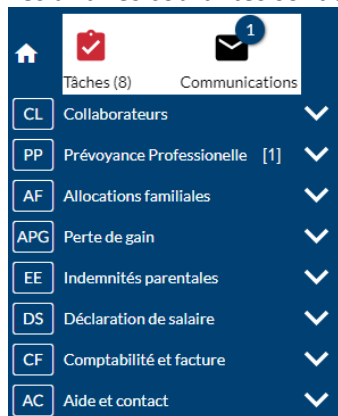 1
Tâches (8) Communications
CL Collaborateurs
PP Prévoyance Professionelle [1]
AF Allocations familiales
APG Perte de gain
EE Indemnités parentales
DS Déclaration de salaire
CF Comptabilité et facture
AC Aide et contact